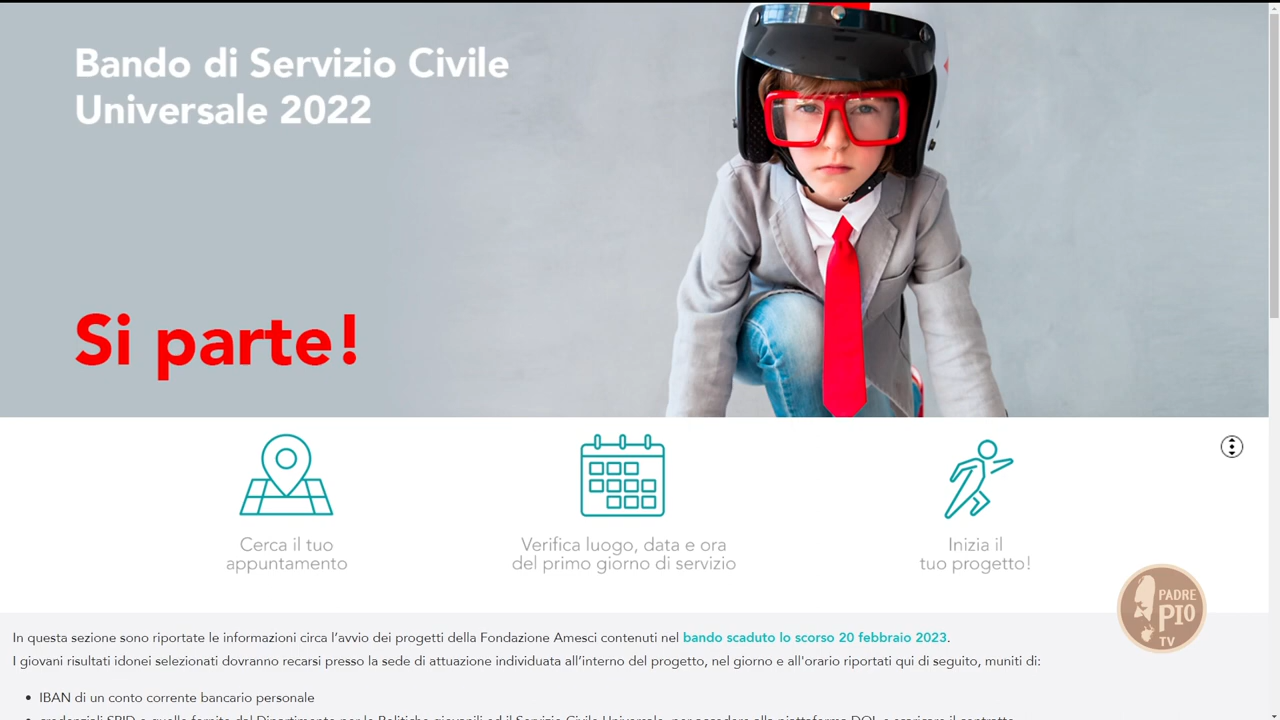 Bando di Servizio Civile
Universale 2022
Si parte!
Cerca il tuo
appuntamento
Verifica luogo, data e ora
del primo giorno di servizio
Inizia il
tuo progetto!
PADRE
PIO
TV
In questa sezione sono riportate le informazioni circa l'avvio dei progetti della Fondazione Amesci contenuti nel bando scaduto lo scorso 20 febbraio 2023.
I giovani risultati idonei selezionati dovranno recarsi presso la sede di attuazione individuata all'interno del progetto, nel giorno e all'orario riportati qui di seguito, muniti di:
• IBAN di un conto corrente bancario personale